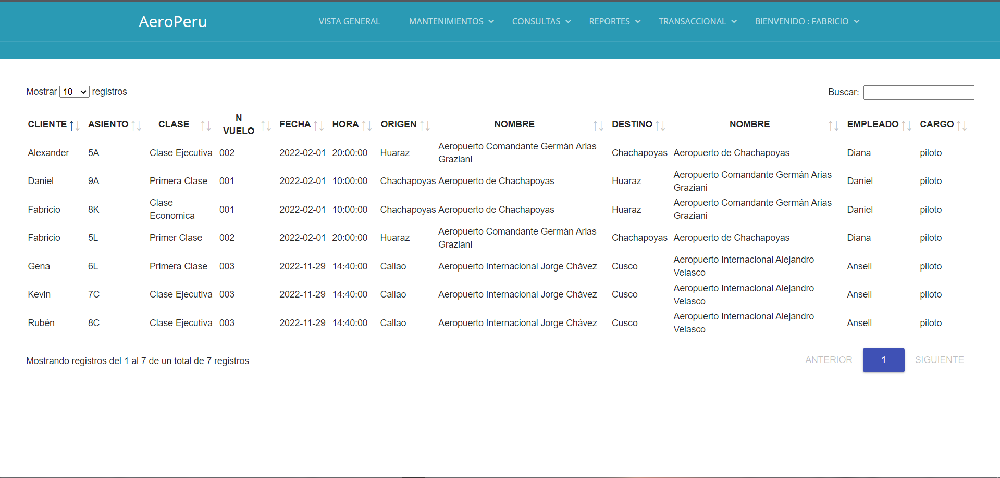 AeroPeru
VISTA GENERAL MANTENIMIENTOS CONSULTAS REPORTES TRANSACCIONAL BIENVENIDO : FABRICIO
Mostrar 10 registros Buscar:
CLIENTE ASIENTO CLASE N VUELO FECHA HORA ORIGEN NOMBRE DESTINO NOMBRE EMPLEADO CARGO
Alexander 5A Clase Ejecutiva 002 2022-02-01 20:00:00 Huaraz Aeropuerto Comandante Germán Arias Graziani Chachapoyas Aeropuerto de Chachapoyas Diana piloto
Daniel 9A Primera Clase 001 2022-02-01 10:00:00 Chachapoyas Aeropuerto de Chachapoyas Huaraz Aeropuerto Comandante Germán Arias Graziani Daniel piloto
Fabricio 8K Clase Economica 001 2022-02-01 10:00:00 Chachapoyas Aeropuerto de Chachapoyas Huaraz Aeropuerto Comandante Germán Arias Graziani Daniel piloto
Fabricio 5L Primer Clase 002 2022-02-01 20:00:00 Huaraz Aeropuerto Comandante Germán Arias Graziani Chachapoyas Aeropuerto de Chachapoyas Diana piloto
Gena 6L Primera Clase 003 2022-11-29 14:40:00 Callao Aeropuerto Internacional Jorge Chávez Cusco Aeropuerto Internacional Alejandro Velasco Ansell piloto
Kevin 7C Clase Ejecutiva 003 2022-11-29 14:40:00 Callao Aeropuerto Internacional Jorge Chávez Cusco Aeropuerto Internacional Alejandro Velasco Ansell piloto
Rubén 8C Clase Ejecutiva 003 2022-11-29 14:40:00 Callao Aeropuerto Internacional Jorge Chávez Cusco Aeropuerto Internacional Alejandro Velasco Ansell piloto
Mostrando registros del 1 al 7 de un total de 7 registros
ANTERIOR 1 SIGUIENTE